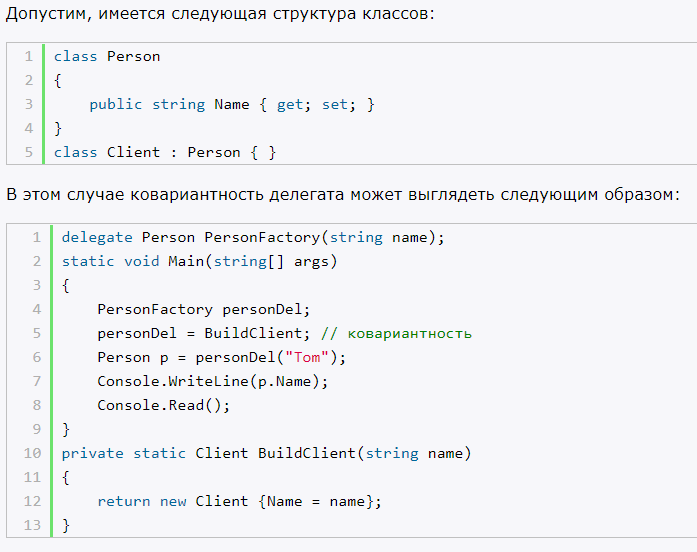 Допустим, имеется следующая структура классов:
1 class Person
2 {
3     public string Name { get; set; }
4 }
5 class Client : Person { }
В этом случае ковариантность делегата может выглядеть следующим образом:
1 delegate Person PersonFactory(string name);
2 static void Main(string[] args)
3 {
4     PersonFactory personDel;
5     personDel = BuildClient; // ковариантность
6     Person p = personDel("Tom");
7     Console.WriteLine(p.Name);
8     Console.Read();
9 }
10 private static Client BuildClient(string name)
11 {
12     return new Client {Name = name};
13 }